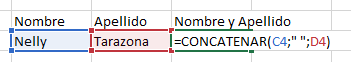 Nombre Apellido Nombre y Apellido
Nelly Tarazona =CONCATENAR(C4;" ";D4)